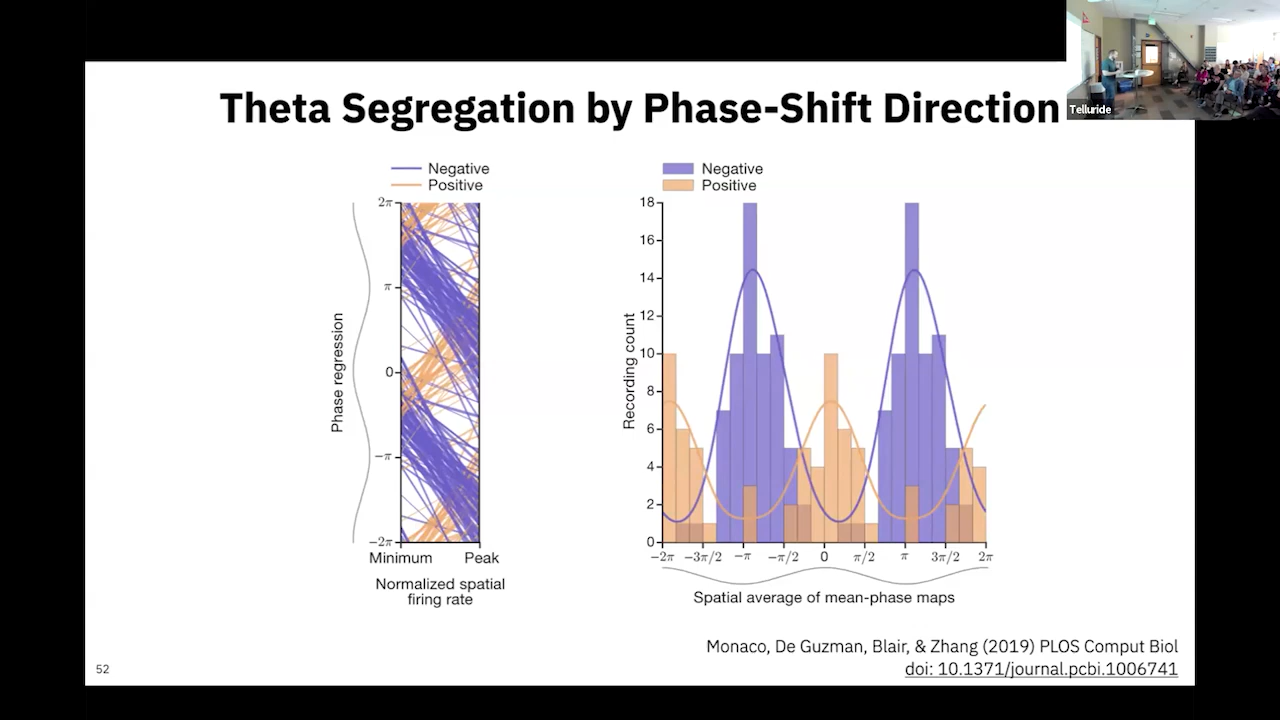 Telluride
Theta Segregation by Phase-Shift Direction
Negative
Positive
2π
π
0
−π
−2π
Phase regression
Minimum
Peak
Normalized spatial
firing rate
Negative
Positive
18
16
14
12
10
8
6
4
2
0
Recording count
−2π
−3π/2
−π
−π/2
0
π/2
π
3π/2
2π
Spatial average of mean-phase maps
Monaco, De Guzman, Blair, & Zhang (2019) PLOS Comput Biol
doi: 10.1371/journal.pcbi.1006741
52